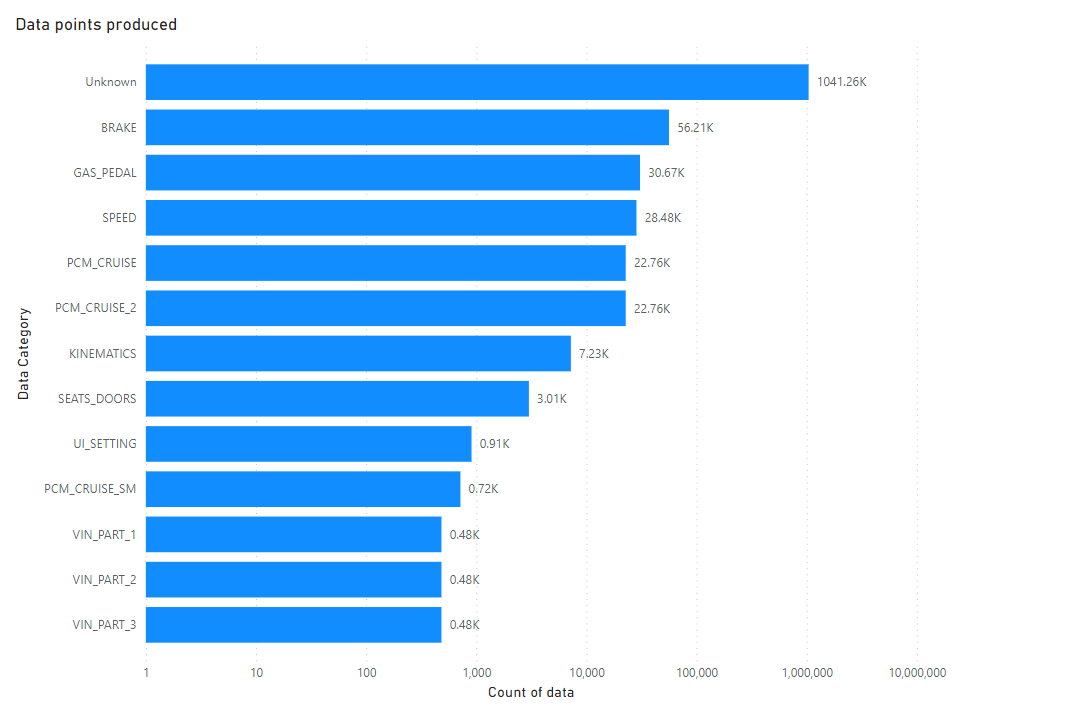 Data points produced
Unknown 1041.26K
BRAKE 56.21K
GAS_PEDAL 30.67K
SPEED 28.48K
PCM_CRUISE 22.76K
PCM_CRUISE_2 22.76K
KINEMATICS 7.23K
SEATS_DOORS 3.01K
UI_SETTING 0.91K
PCM_CRUISE_SM 0.72K
VIN_PART_1 0.48K
VIN_PART_2 0.48K
VIN_PART_3 0.48K
Data Category
1 10 100 1,000 10,000 100,000 1,000,000 10,000,000
Count of data